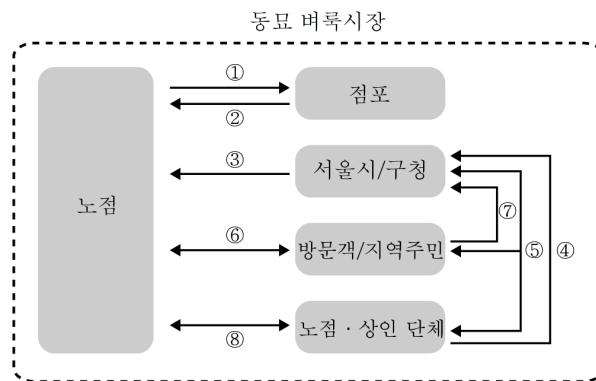 동묘 벼룩시장
노점
①
점포
②
③
서울시/구청
⑦
⑥
방문객/지역주민
⑤
④
⑧
노점 · 상인 단체